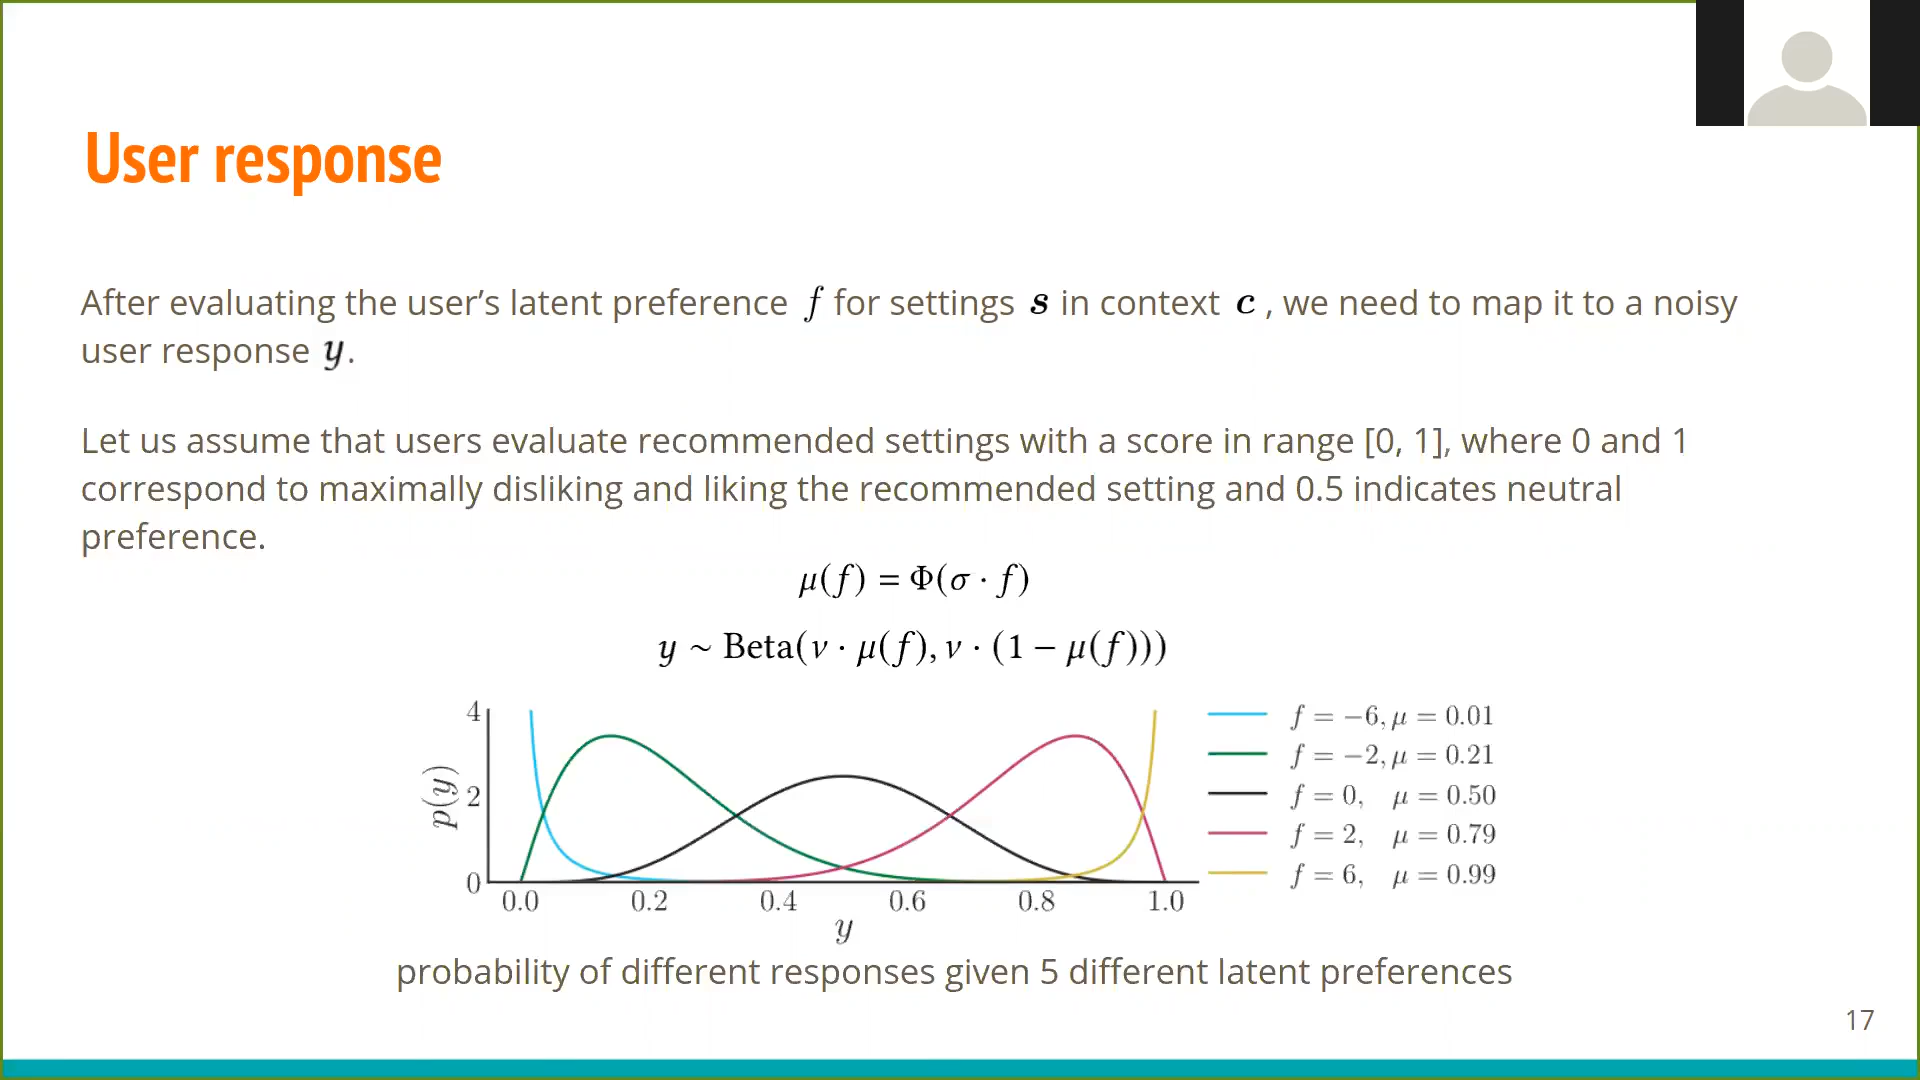 User response
After evaluating the user’s latent preference f for settings s in context c , we need to map it to a noisy
user response y.
Let us assume that users evaluate recommended settings with a score in range [0, 1], where 0 and 1
correspond to maximally disliking and liking the recommended setting and 0.5 indicates neutral
preference.
μ(f) = Φ(σ · f)
y ∼ Beta(ν · μ(f), ν · (1 − μ(f)))
4
2
0
p(y)
0.0 0.2 0.4 0.6 0.8 1.0
y
f = −6, μ = 0.01
f = −2, μ = 0.21
f = 0, μ = 0.50
f = 2, μ = 0.79
f = 6, μ = 0.99
probability of different responses given 5 different latent preferences
17